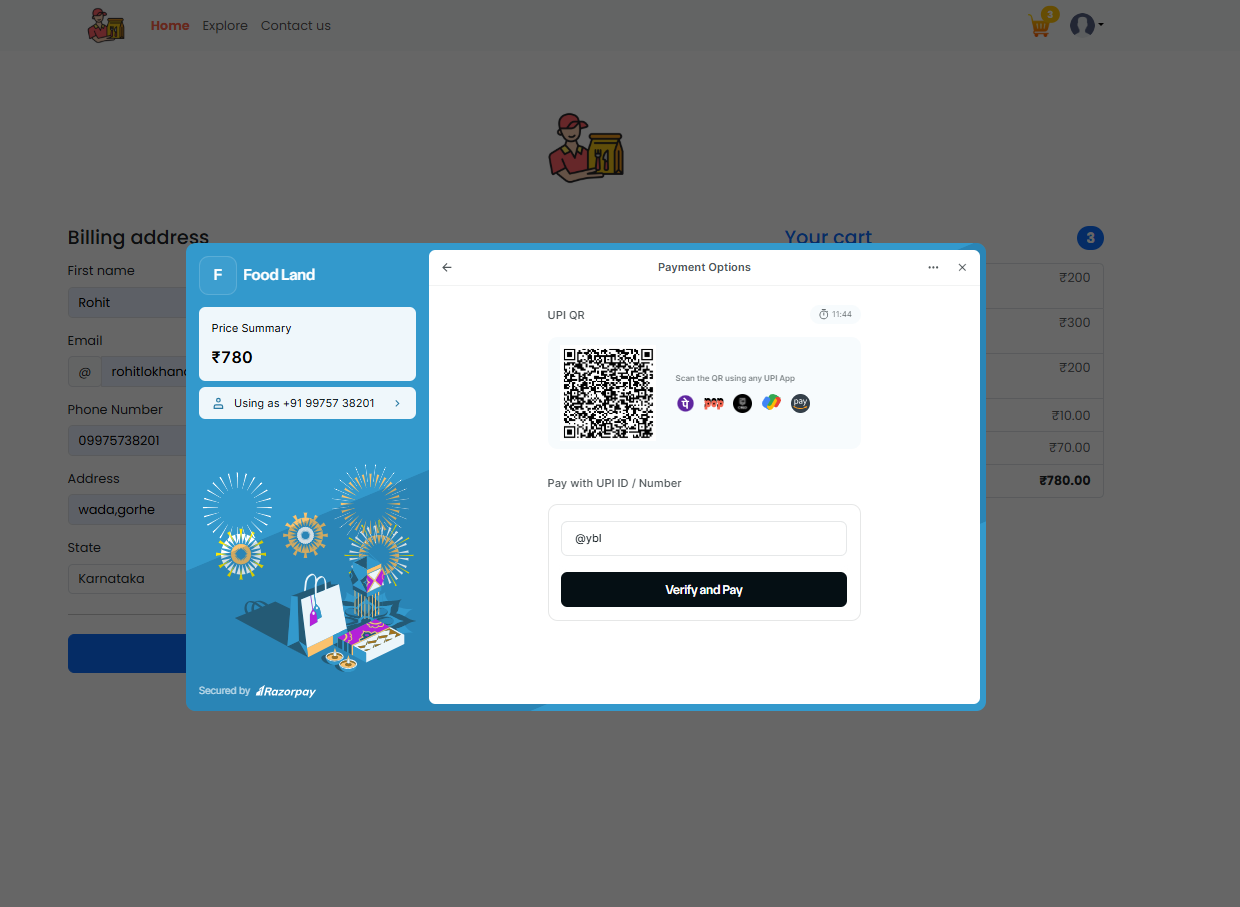 Home Explore Contact us
3
Billing address
Your cart 3
First name
Rohit
Email
@ rohitlokhand
Phone Number
09975738201
Address
wada,gorhe
State
Karnataka
₹200
₹300
₹200
₹10.00
₹70.00
₹780.00
F Food Land
Price Summary
₹780
Using as +91 99757 38201
Secured by Razorpay
Payment Options
UPI QR 11:44
Scan the QR using any UPI App
पे pop pay
Pay with UPI ID / Number
@ybl
Verify and Pay